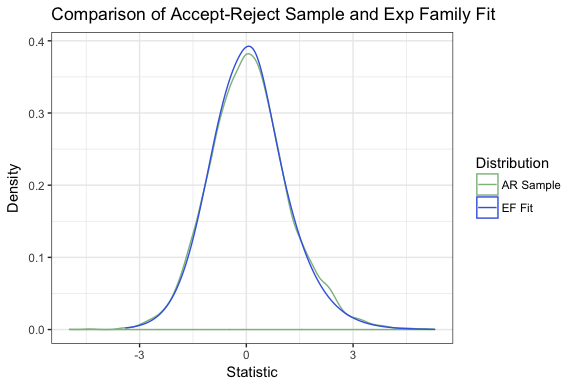 Comparison of Accept-Reject Sample and Exp Family Fit
0.4
0.3
0.2
0.1
0.0
Density
-3
0
3
Statistic
Distribution
AR Sample
EF Fit